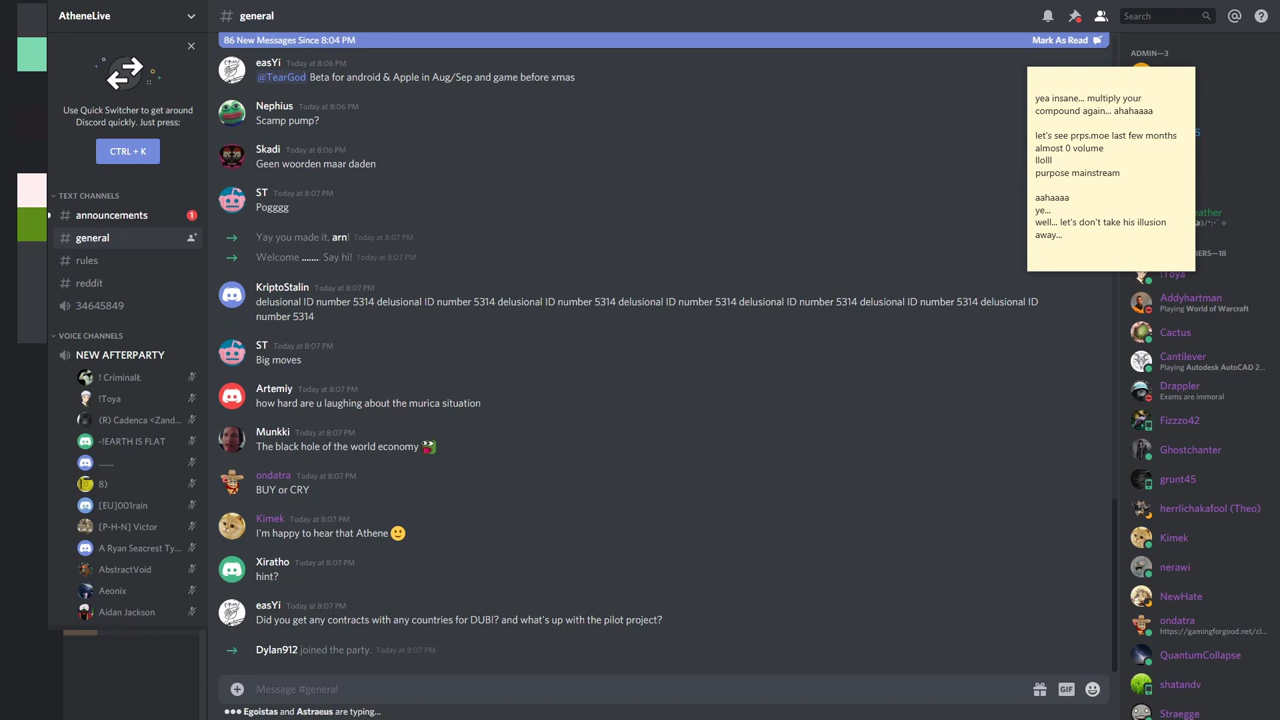 AtheneLive
Use Quick Switcher to get around
Discord quickly. Just press:
CTRL + K
TEXT CHANNELS
announcements
1
general
rules
reddit
34645849
VOICE CHANNELS
NEW AFTERPARTY
! CriminalŁ
!Toya
(R) Cadenca <Zand...
-!EARTH IS FLAT
.......
8)
[EU]001rain
[P-H-N] Victor
A Ryan Seacrest Ty...
AbstractVoid
Aeonix
Aidan Jackson
# general
Search
86 New Messages Since 8:04 PM
Mark As Read
easYi Today at 8:06 PM
@TearGod Beta for android & Apple in Aug/Sep and game before xmas
Nephius Today at 8:06 PM
Scamp pump?
Skadi Today at 8:06 PM
Geen woorden maar daden
ST Today at 8:07 PM
Pogggg
Yay you made it, arn! Today at 8:07 PM
Welcome ....... Say hi! Today at 8:07 PM
KriptoStalin Today at 8:07 PM
delusional ID number 5314 delusional ID number 5314 delusional ID number 5314 delusional ID number 5314 delusional ID number 5314 delusional ID number 5314 delusional ID
number 5314
ST Today at 8:07 PM
Big moves
Artemiy Today at 8:07 PM
how hard are u laughing about the murica situation
Munkki Today at 8:07 PM
The black hole of the world economy
ondatra Today at 8:07 PM
BUY or CRY
Kimek Today at 8:07 PM
I'm happy to hear that Athene 🙂
Xiratho Today at 8:07 PM
hint?
easYi Today at 8:07 PM
Did you get any contracts with any countries for DUBI? and what's up with the pilot project?
Dylan912 joined the party. Today at 8:07 PM
Message #general
GIF
Egoistas and Astraeus are typing...
ADMIN—3
yea insane... multiply your
compound again... ahahaaaa
let's see prps.moe last few months
almost 0 volume
llolll
purpose mainstream
aahaaaa
ye...
well... let's don't take his illusion
away...
!Toya
Addyhartman
Playing World of Warcraft
Cactus
Cantilever
Playing Autodesk AutoCAD 2...
Drappler
Exams are immoral
Fizzzo42
Ghostchanter
grunt45
herrlichakafool (Theo)
Kimek
nerawi
NewHate
ondatra
https://gamingforgood.net/cl...
QuantumCollapse
shatandv
Straegge